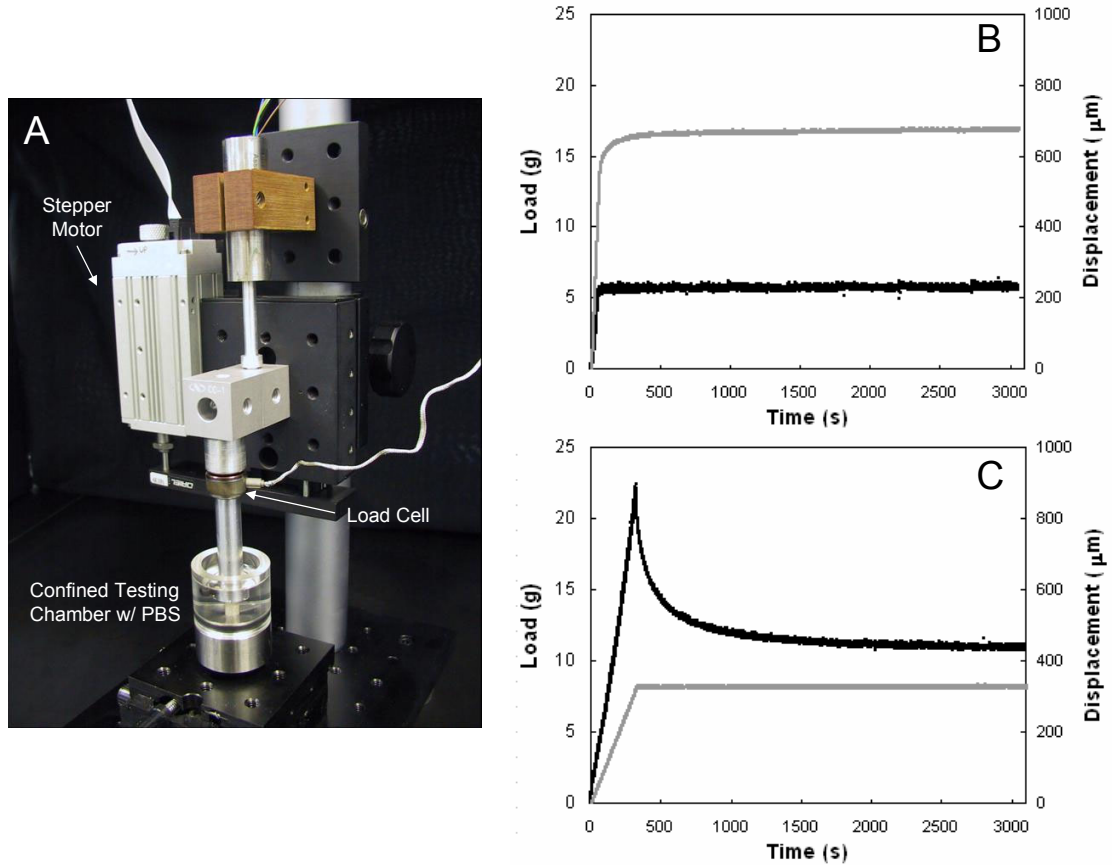 A
Stepper
Motor
Load Cell
Confined Testing
Chamber w/ PBS
B
25
20
15
10
5
0
Load (g)
1000
800
600
400
200
0
Displacement ( μm)
0 500 1000 1500 2000 2500 3000
Time (s)
C
25
20
15
10
5
0
Load (g)
1000
800
600
400
200
0
Displacement ( μm)
0 500 1000 1500 2000 2500 3000
Time (s)